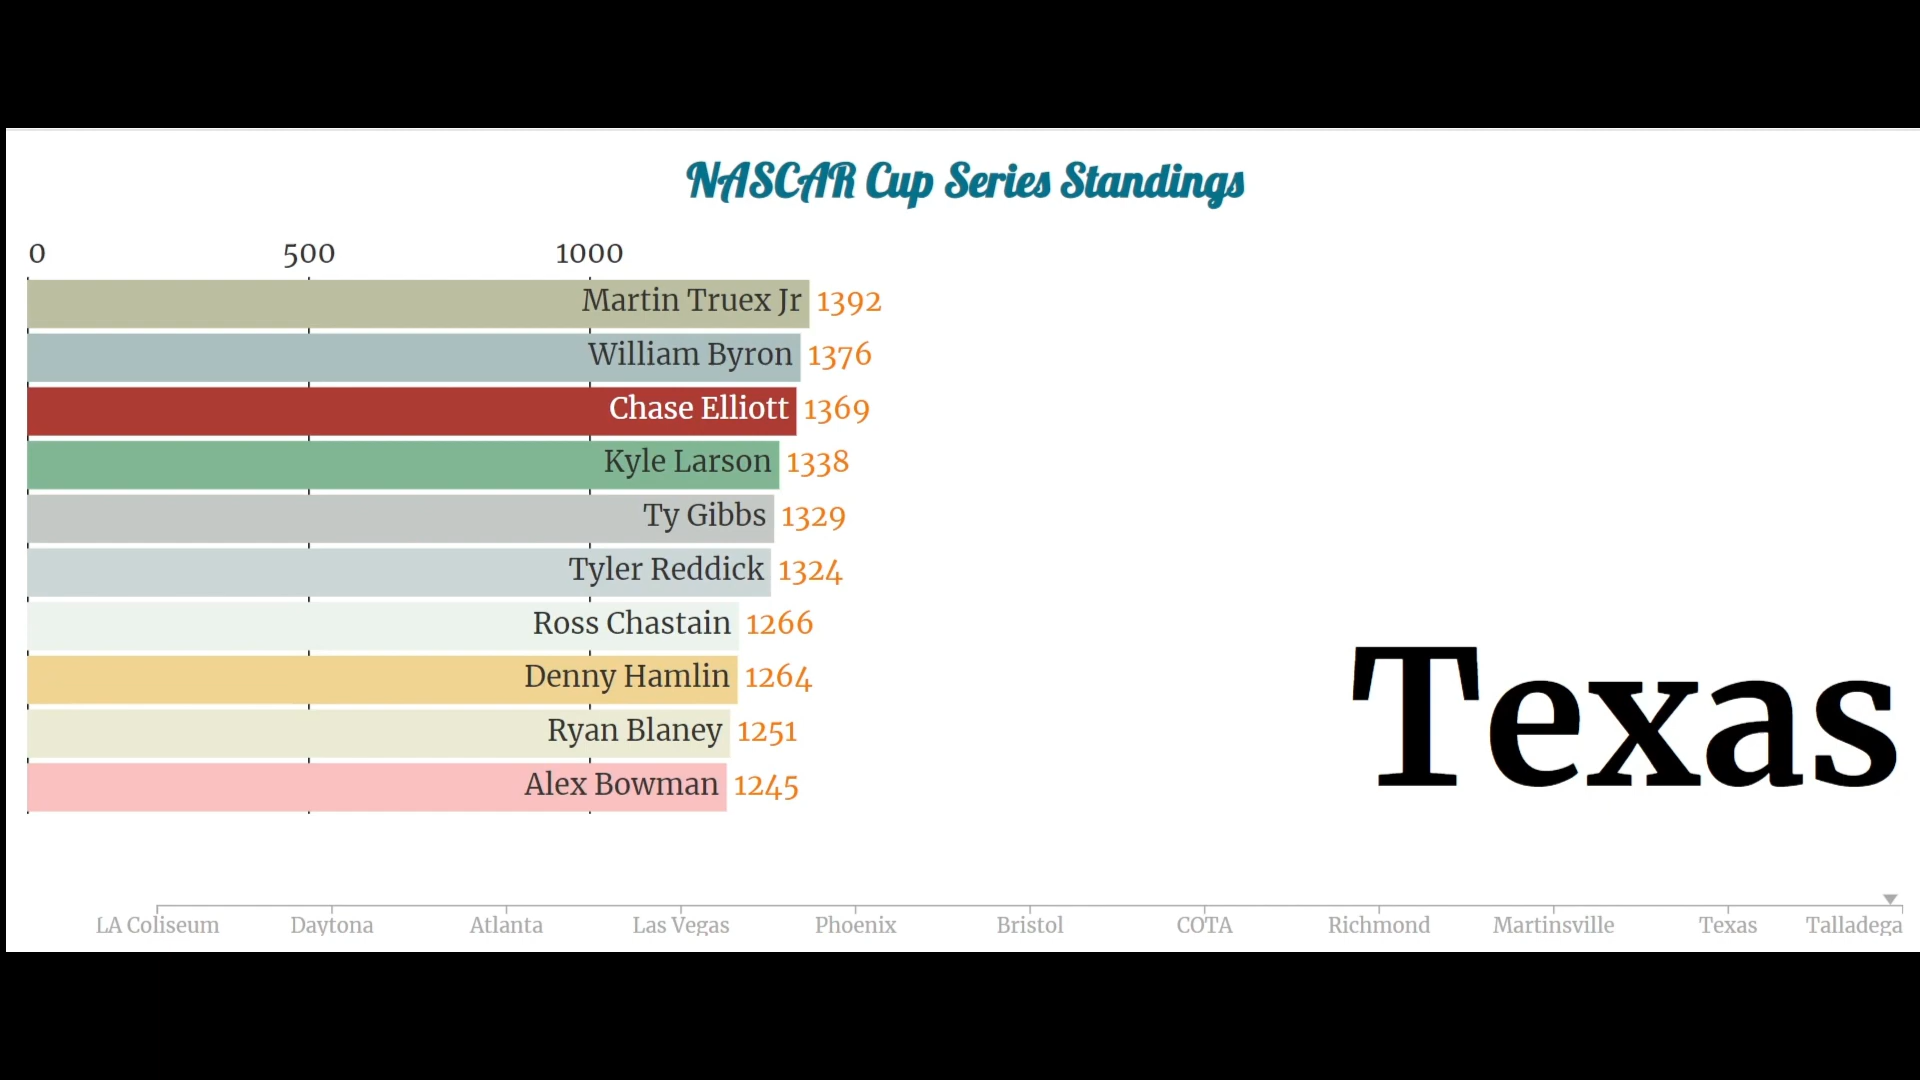 NASCAR Cup Series Standings
0 500 1000
Martin Truex Jr 1392
William Byron 1376
Chase Elliott 1369
Kyle Larson 1338
Ty Gibbs 1329
Tyler Reddick 1324
Ross Chastain 1266
Denny Hamlin 1264
Ryan Blaney 1251
Alex Bowman 1245
Texas
LA Coliseum Daytona Atlanta Las Vegas Phoenix Bristol COTA Richmond Martinsville Texas Talladega